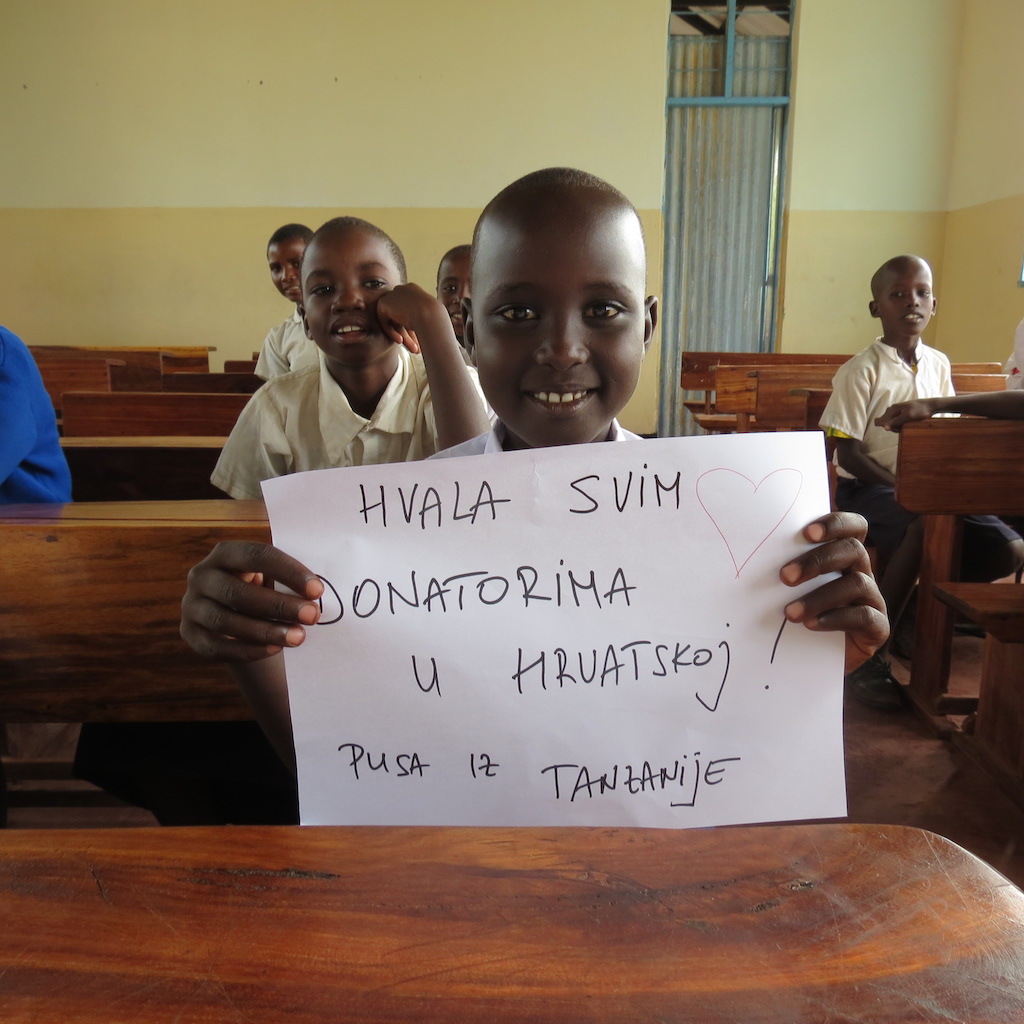 HVALA SVIM
DONATORIMA
U HRVATSKOJ!
PUSA IZ TANZANIJE